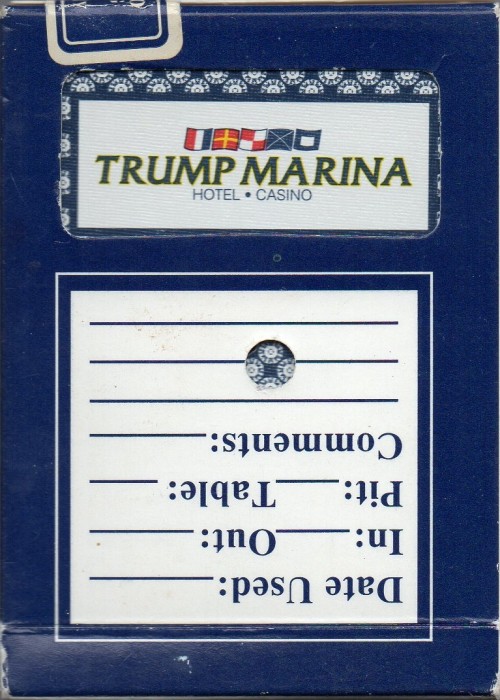 TRUMP MARINA
HOTEL • CASINO
Date Used:
In: Out:
Pit: Table:
Comments: